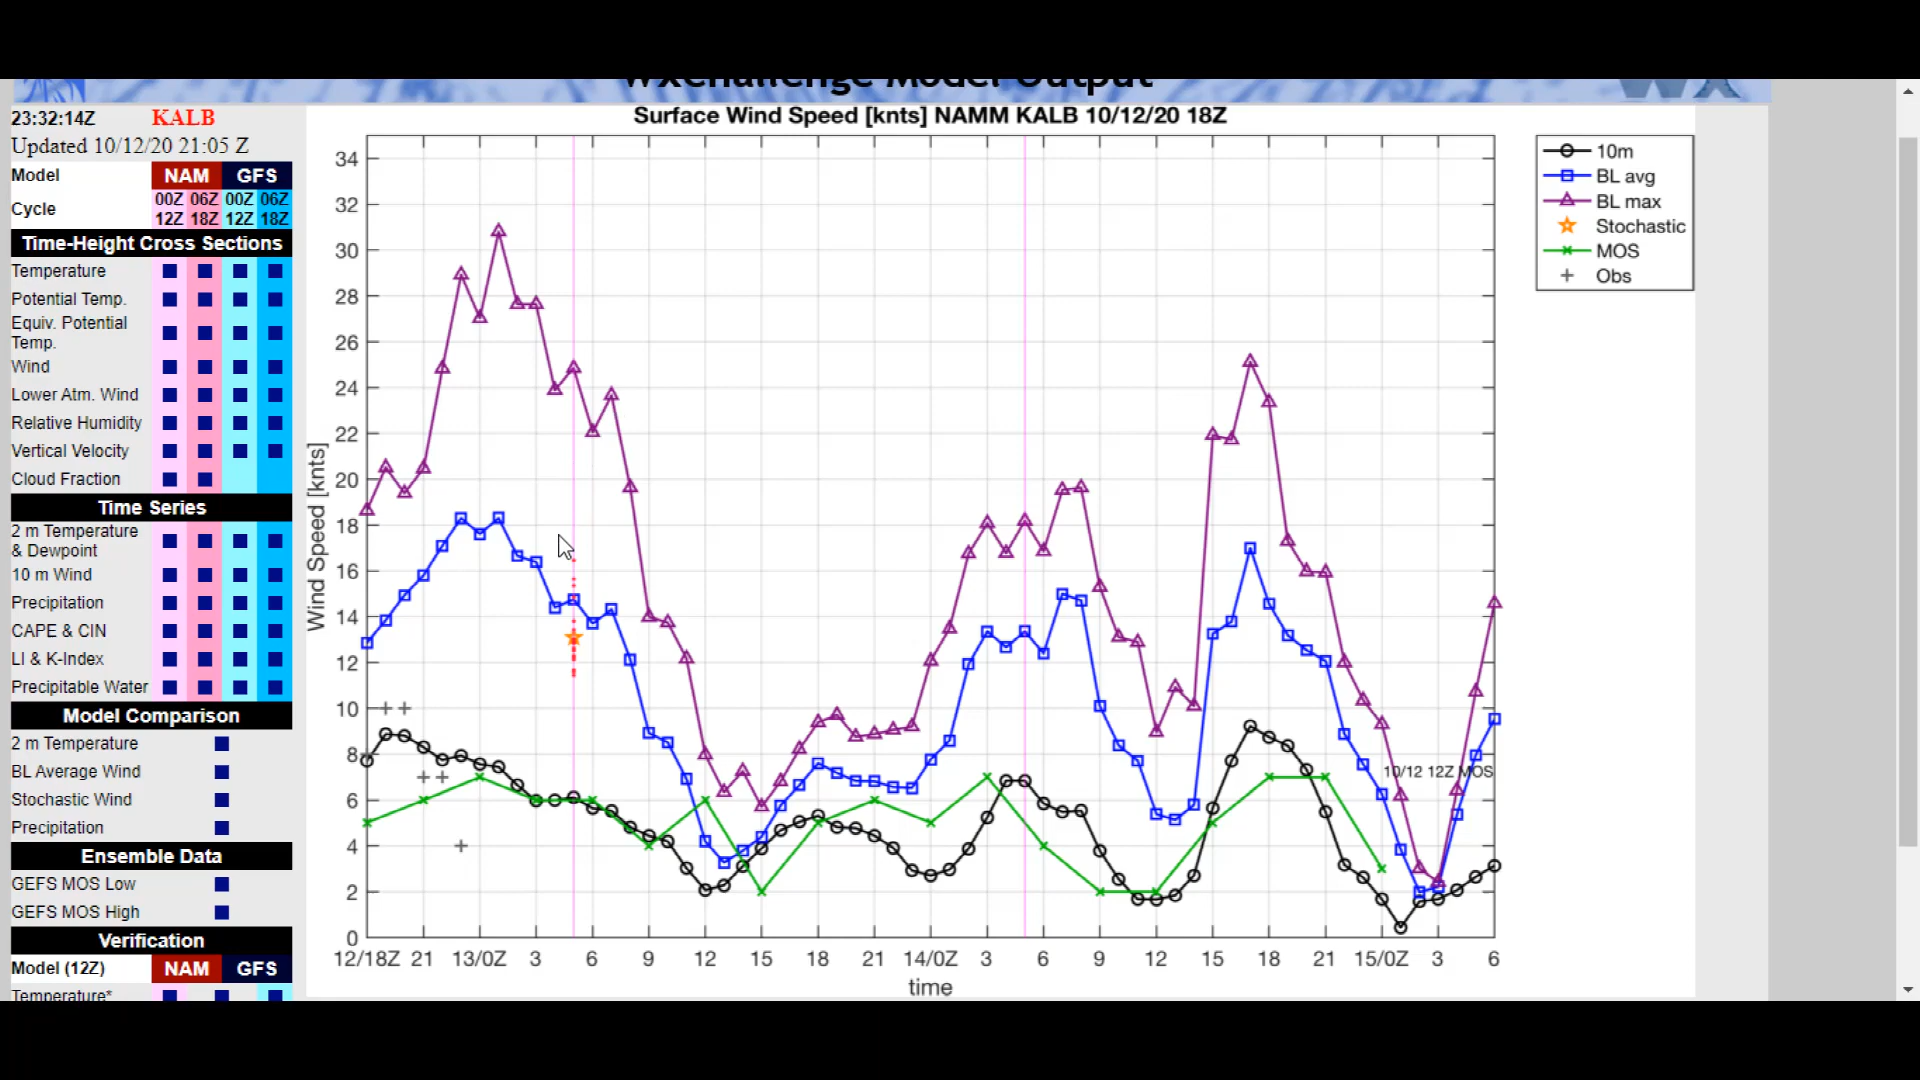 WxChallenge Model Output
23:32:14Z KALB
Updated 10/12/20 21:05 Z
Model NAM GFS
Cycle 00Z 06Z 00Z 06Z
12Z 18Z 12Z 18Z
Time-Height Cross Sections
Temperature
Potential Temp.
Equiv. Potential
Temp.
Wind
Lower Atm. Wind
Relative Humidity
Vertical Velocity
Cloud Fraction
Time Series
2 m Temperature
& Dewpoint
10 m Wind
Precipitation
CAPE & CIN
LI & K-Index
Precipitable Water
Model Comparison
2 m Temperature
BL Average Wind
Stochastic Wind
Precipitation
Ensemble Data
GEFS MOS Low
GEFS MOS High
Verification
Model (12Z) NAM GFS
Temperature*
Surface Wind Speed [knts] NAMM KALB 10/12/20 18Z
Wind Speed [knts]
34
32
30
28
26
24
22
20
18
16
14
12
10
8
6
4
2
0
12/18Z 21 13/0Z 3 6 9 12 15 18 21 14/0Z 3 6 9 12 15 18 21 15/0Z 3 6
time
10/12 12Z MOS
10m
BL avg
BL max
Stochastic
MOS
Obs
WX